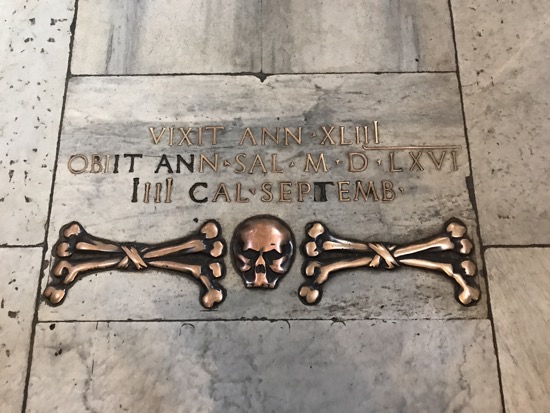 VIXIT ANN·XLIII
OBIIT ANN·SAL·M·D·LXVI
IIII CAL·SEPTEMB·